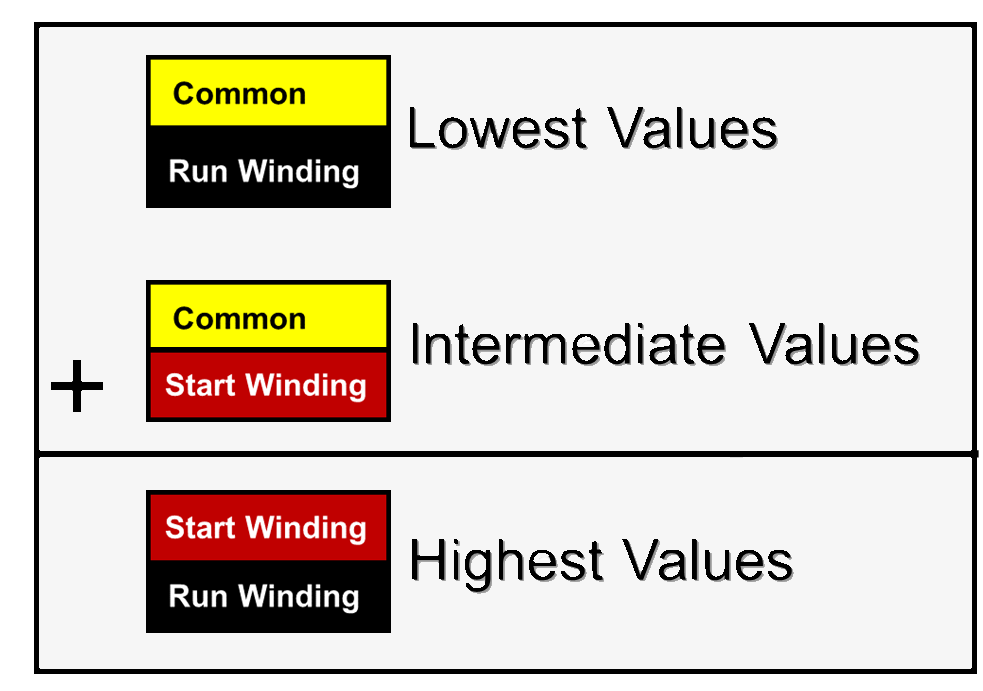 Common
Lowest Values
Run Winding
Common
Intermediate Values
+
Start Winding
Start Winding
Highest Values
Run Winding